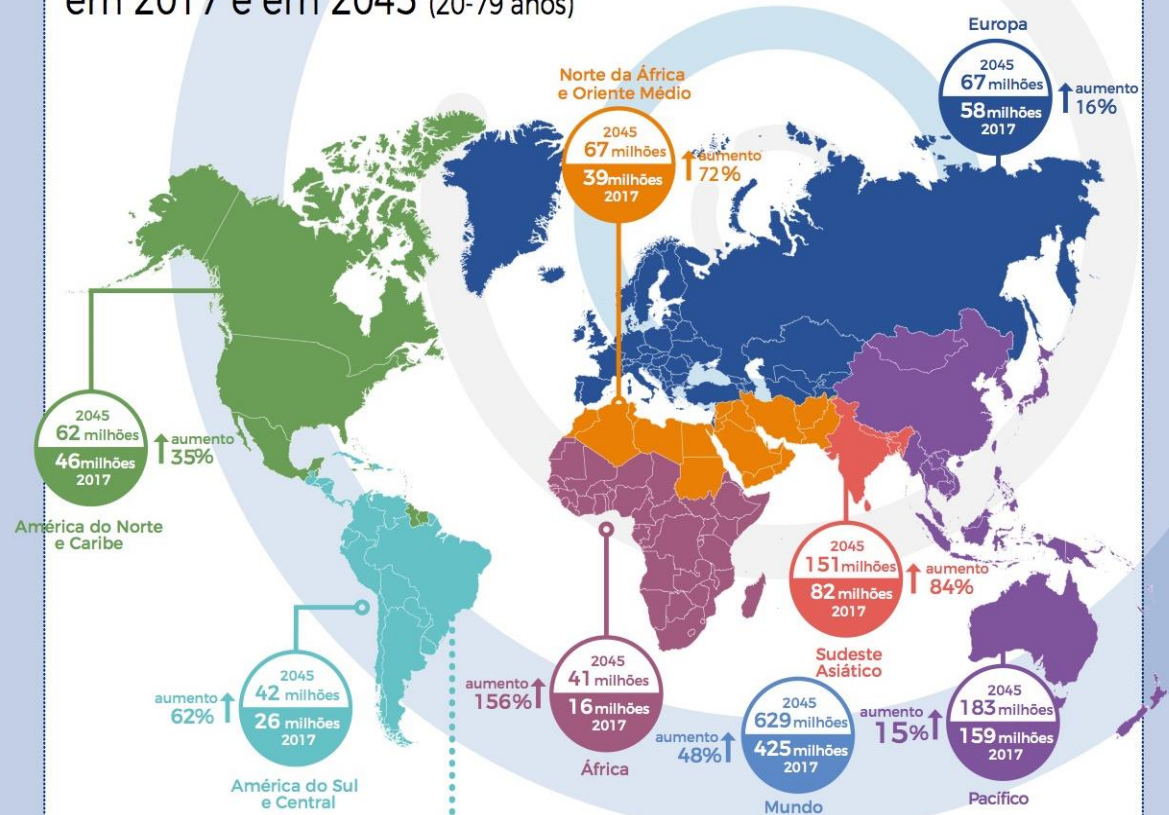 em 2017 e em 2045 (20-79 anos)
Europa
2045
67 milhões
58 milhões
2017
aumento
16%
Norte da África
e Oriente Médio
2045
67 milhões
39 milhões
2017
aumento
72%
2045
62 milhões
46 milhões
2017
aumento
35%
América do Norte
e Caribe
2045
151 milhões
82 milhões
2017
aumento
84%
Sudeste
Asiático
2045
42 milhões
26 milhões
2017
aumento
62%
América do Sul
e Central
2045
41 milhões
16 milhões
2017
aumento
156%
África
2045
629 milhões
425 milhões
2017
aumento
48%
Mundo
2045
183 milhões
159 milhões
2017
aumento
15%
Pacífico